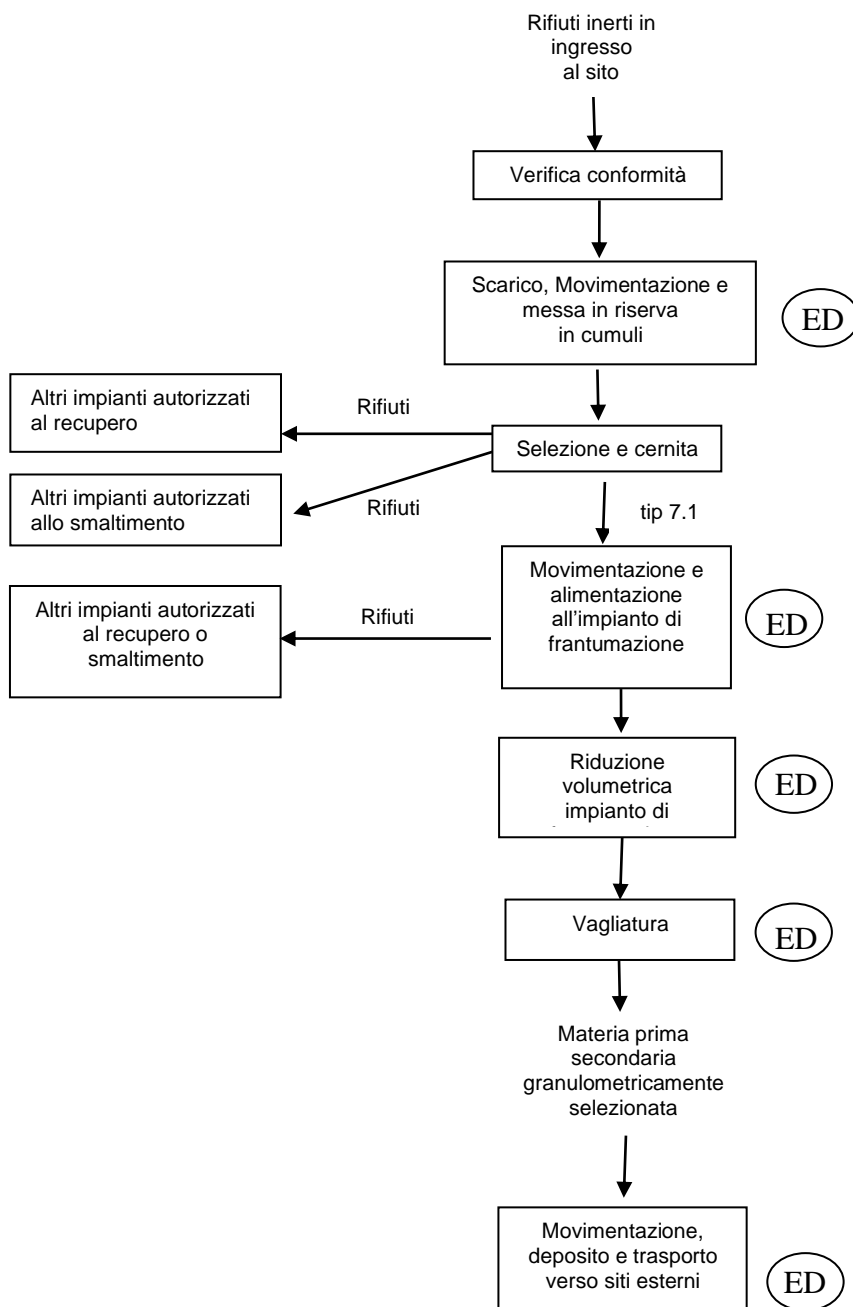 Rifiuti inerti in
ingresso
al sito
Verifica conformità
Scarico, Movimentazione e
messa in riserva
in cumuli
ED
Altri impianti autorizzati
al recupero
Rifiuti
Selezione e cernita
Altri impianti autorizzati
allo smaltimento
Rifiuti
tip 7.1
Movimentazione e
alimentazione
all'impianto di
frantumazione
ED
Altri impianti autorizzati
al recupero o
smaltimento
Rifiuti
Riduzione
volumetrica
impianto di
ED
Vagliatura
ED
Materia prima
secondaria
granulometricamente
selezionata
Movimentazione,
deposito e trasporto
verso siti esterni
ED